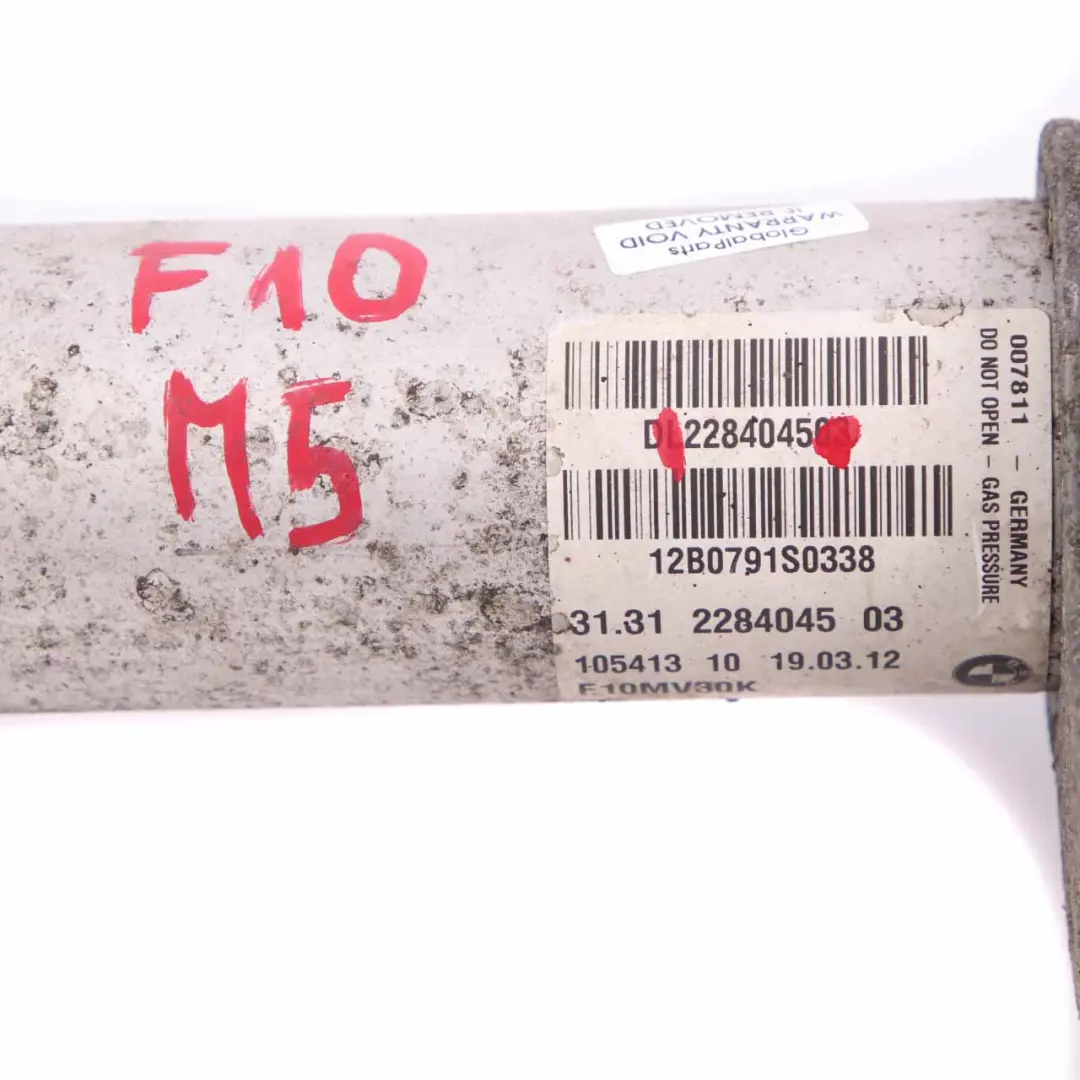 F10
M5
GlobalParts
WARRANTY VOID
IF REMOVED
DL2284045
12B0791S0338
31.31 2284045 03
105413 10 19.03.12
F10MV30K
007811 - GERMANY
DO NOT OPEN - GAS PRESSURE